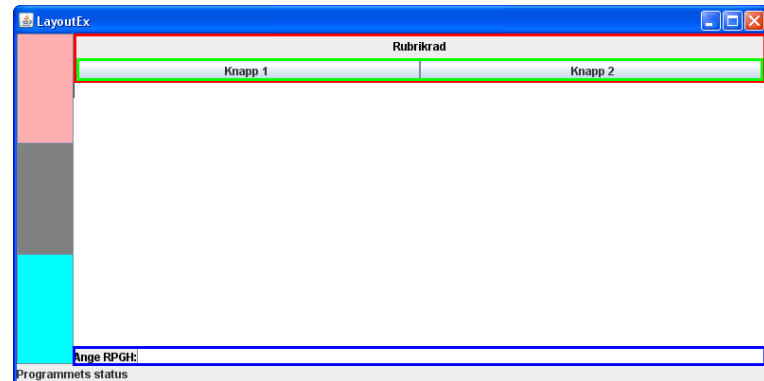 LayoutEx
Rubrikrad
Knapp 1 Knapp 2
Ange RPGH:
Programmets status